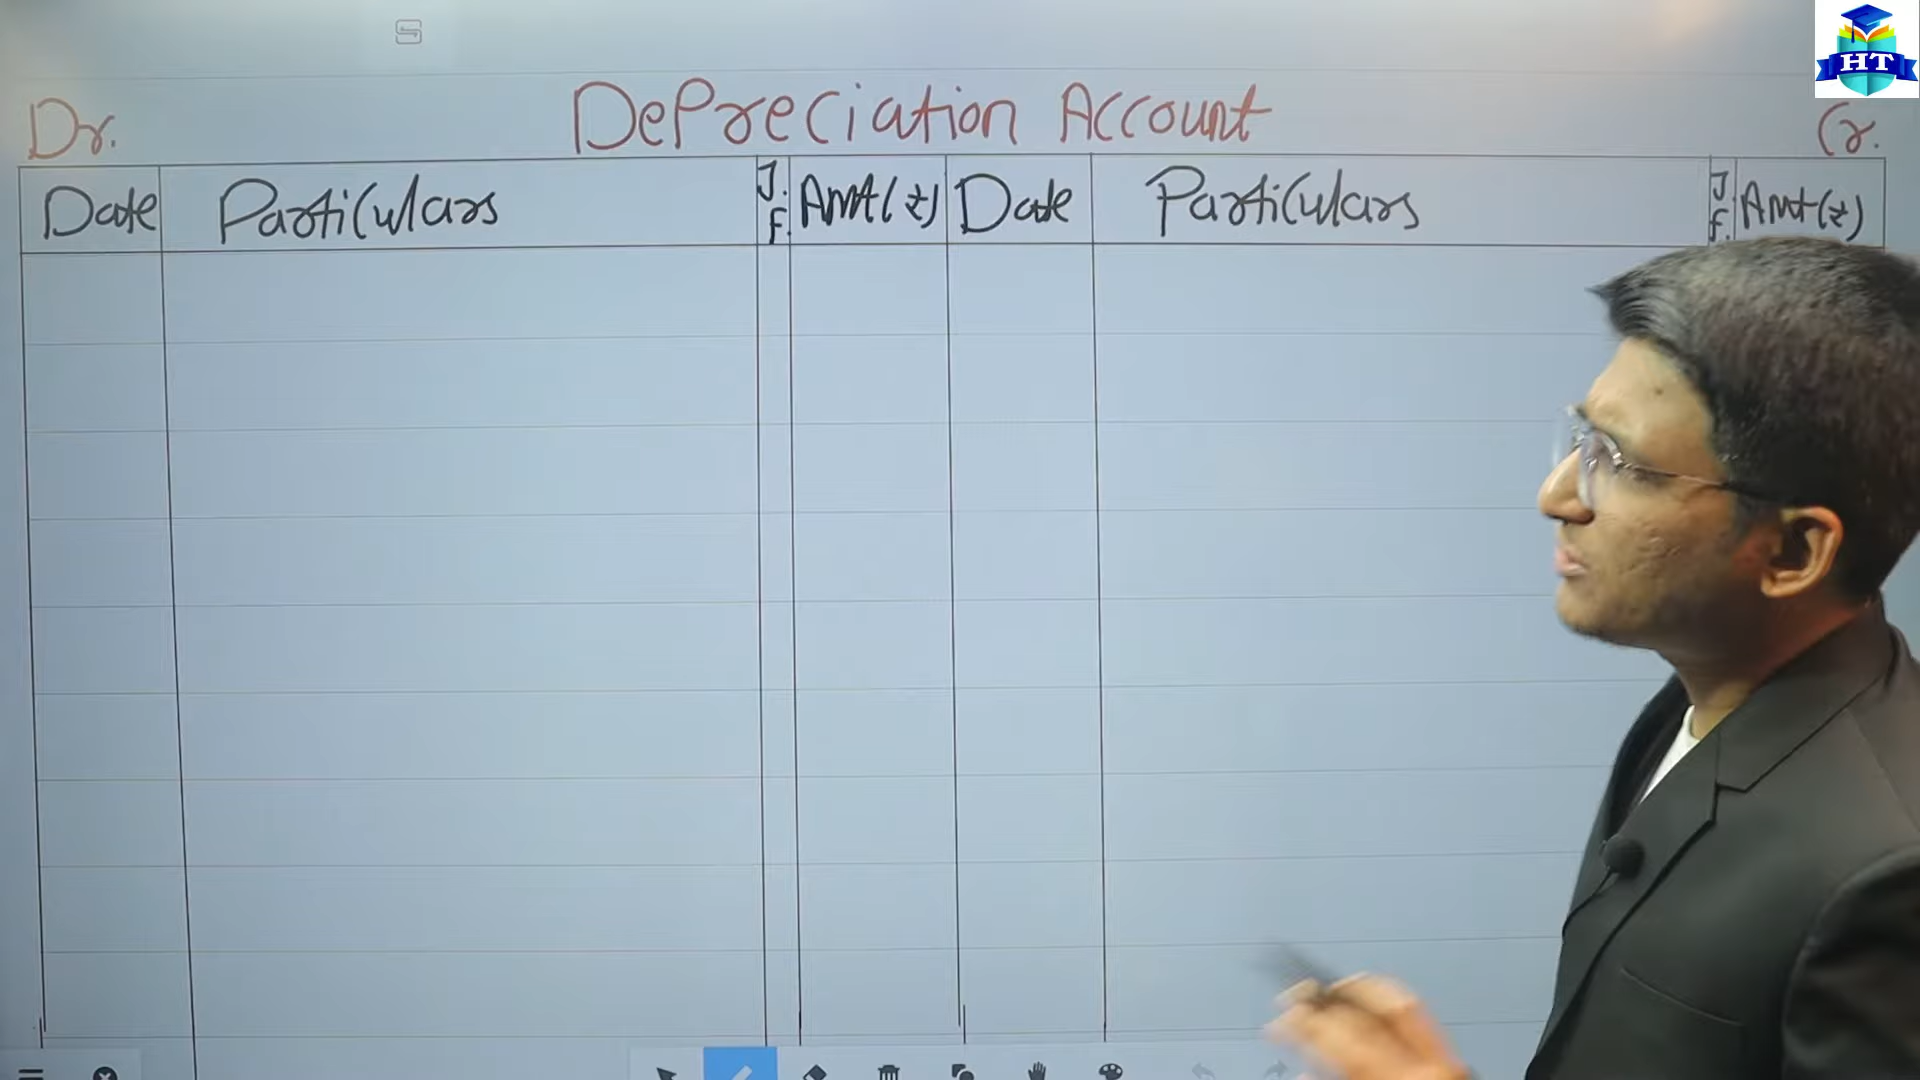 HT
Dr. Depreciation Account Cr.
Date Particulars J.F. Amt(₹) Date Particulars J.F. Amt(₹)